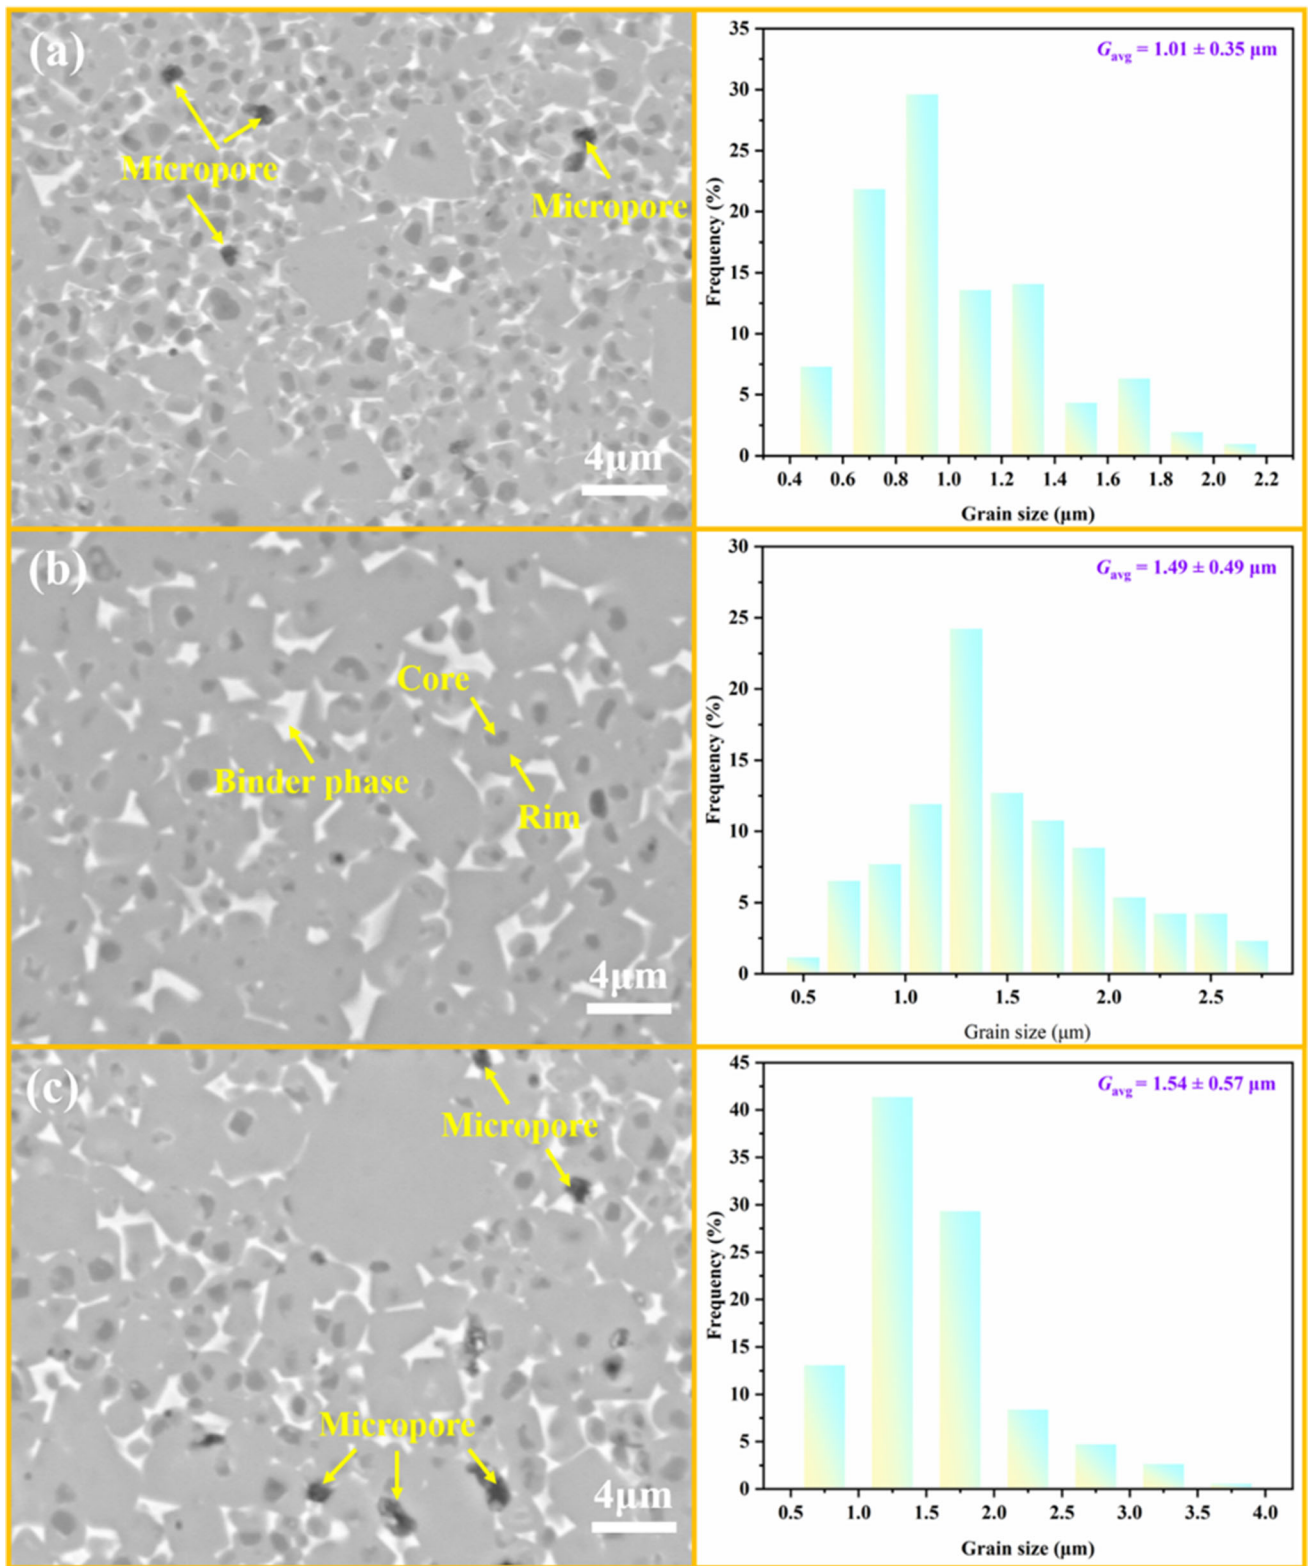 (a)
Micropore
Micropore
4μm
35
30
25
20
15
10
5
0
Frequency (%)
Gavg = 1.01 ± 0.35 μm
0.4 0.6 0.8 1.0 1.2 1.4 1.6 1.8 2.0 2.2
Grain size (μm)
(b)
Core
Binder phase
Rim
4μm
30
25
20
15
10
5
0
Frequency (%)
Gavg = 1.49 ± 0.49 μm
0.5 1.0 1.5 2.0 2.5
Grain size (μm)
(c)
Micropore
Micropore
4μm
45
40
35
30
25
20
15
10
5
0
Frequency (%)
Gavg = 1.54 ± 0.57 μm
0.5 1.0 1.5 2.0 2.5 3.0 3.5 4.0
Grain size (μm)